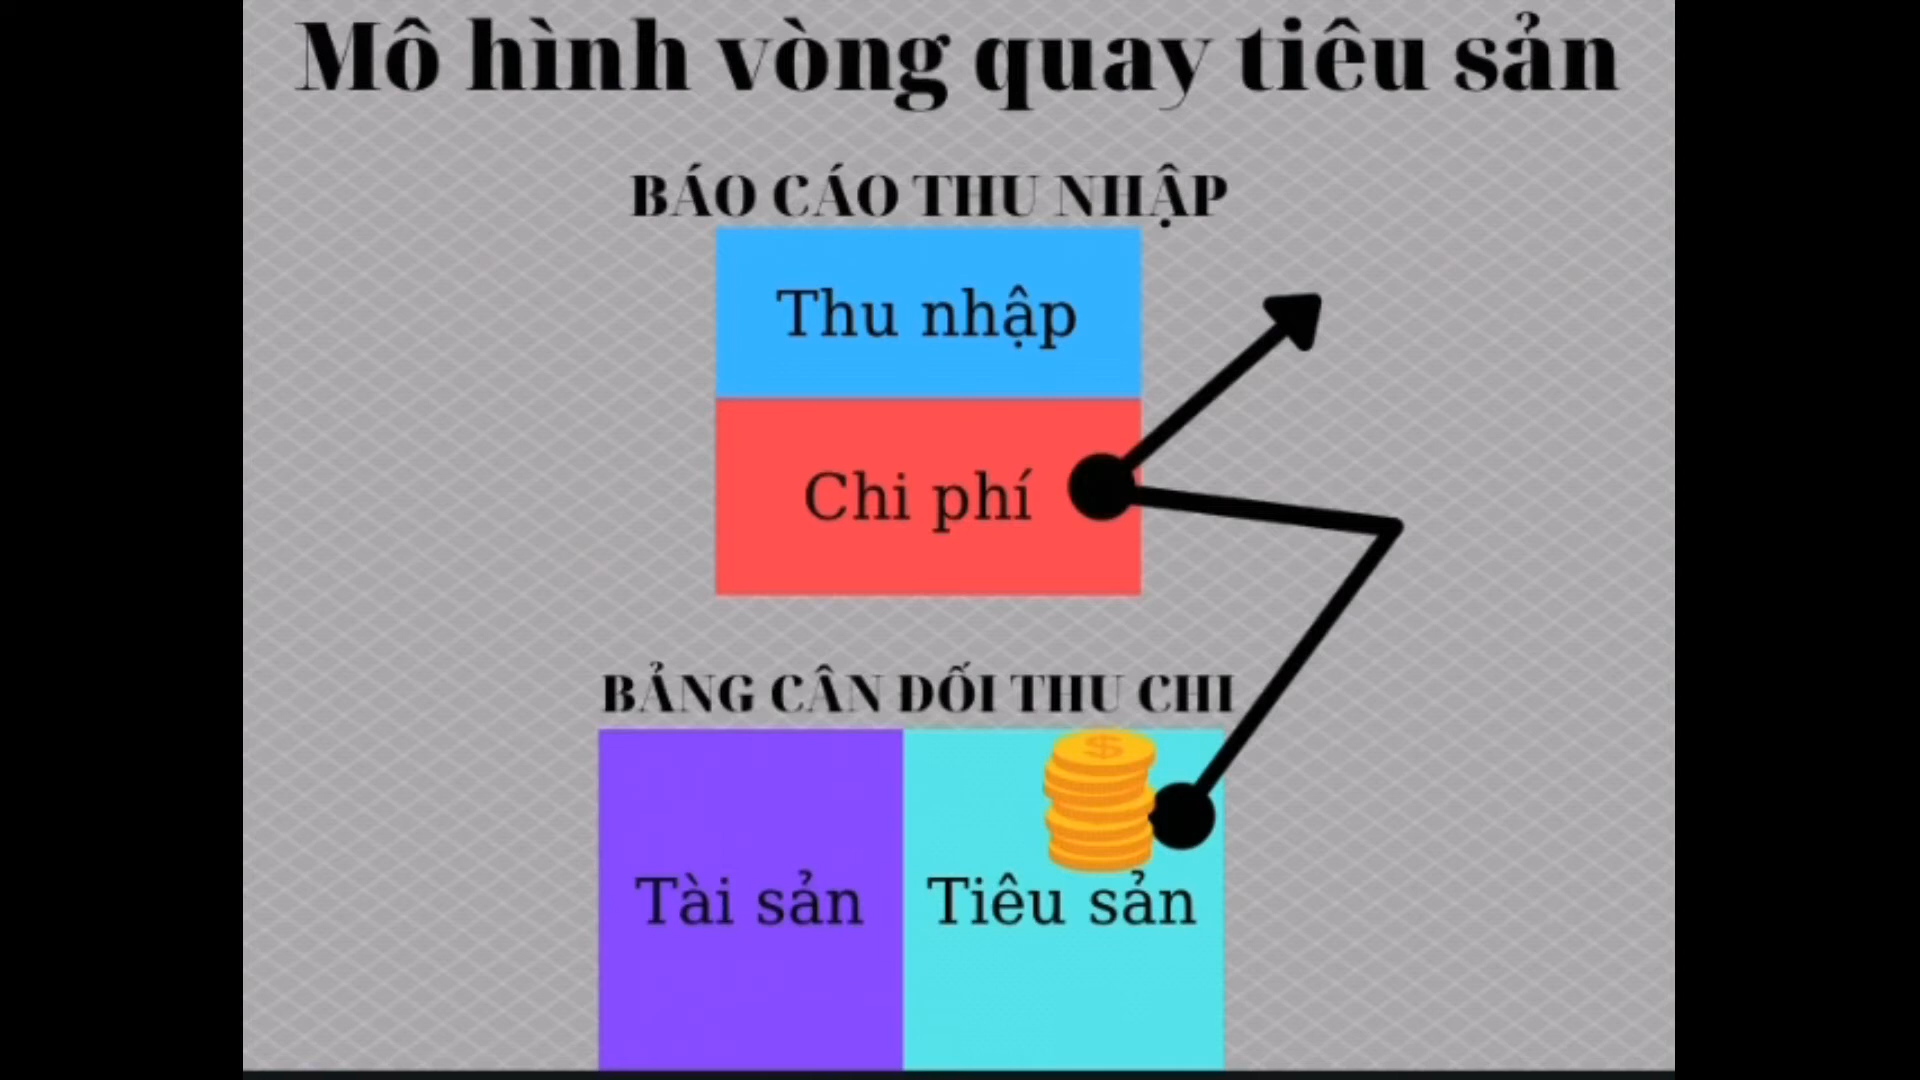 Mô hình vòng quay tiêu sản
BÁO CÁO THU NHẬP
Thu nhập
Chi phí
BẢNG CÂN ĐỐI THU CHI
$
Tài sản
Tiêu sản